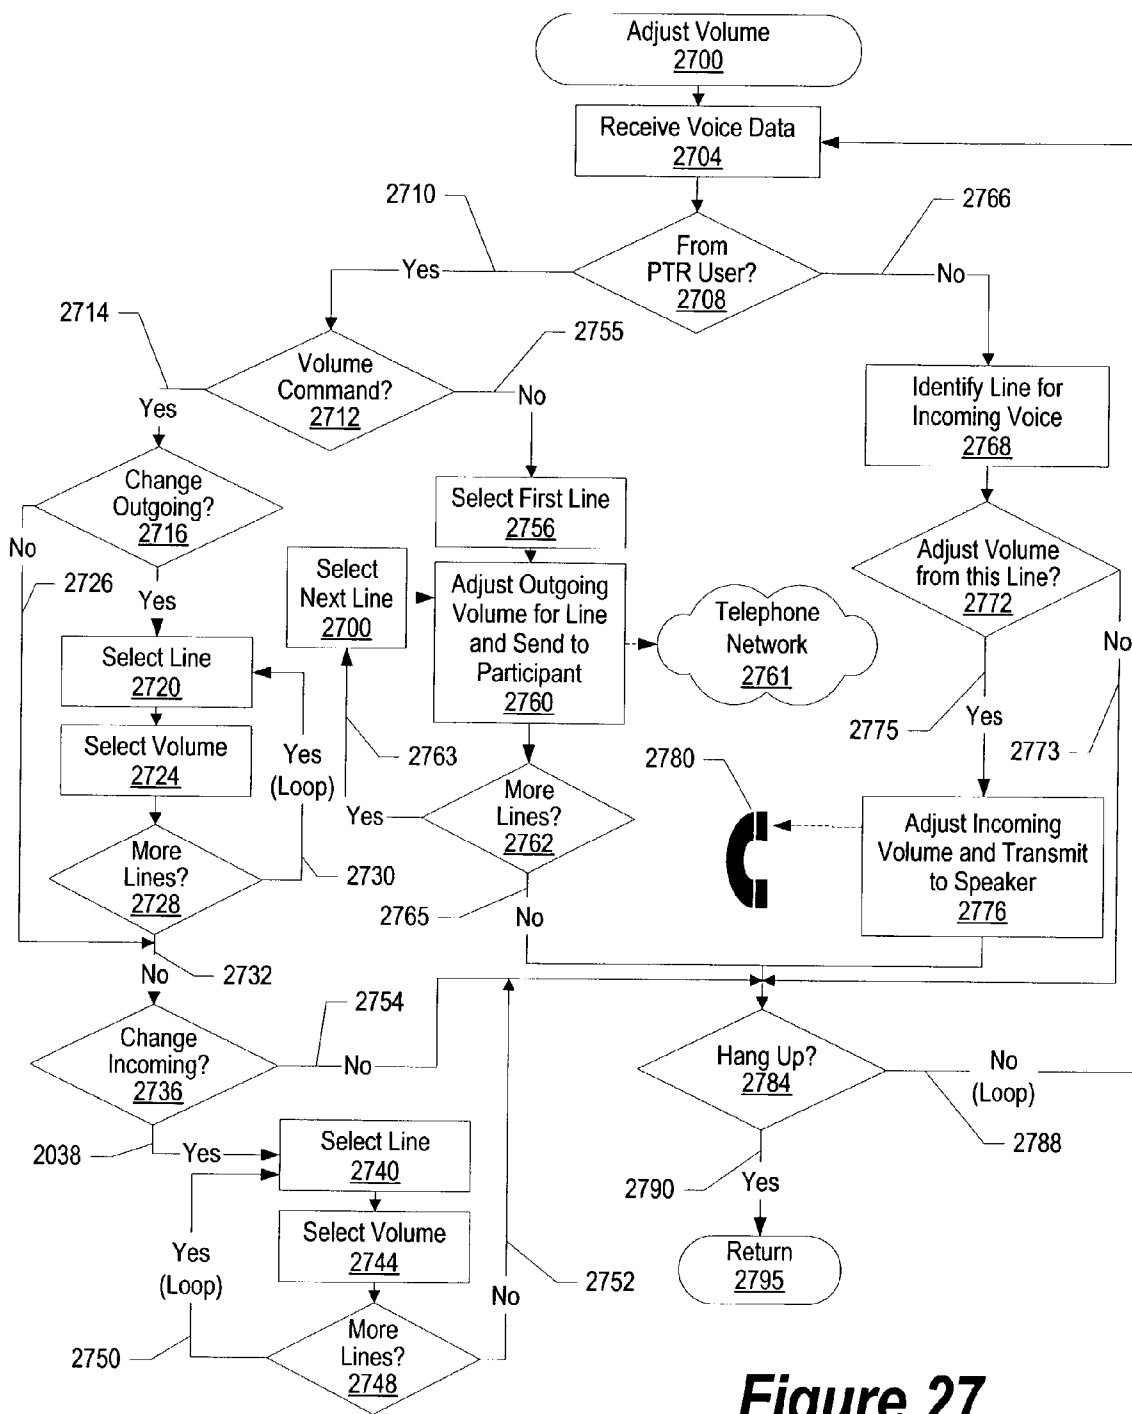 Adjust Volume
2700
Receive Voice Data
2704
2710
2766
From
PTR User?
2708
Yes
No
2714
2755
Volume
Command?
2712
Yes
No
Identify Line for
Incoming Voice
2768
Change
Outgoing?
2716
No
2726
Yes
Select First Line
2756
Select
Next Line
2700
Adjust Outgoing
Volume for Line
and Send to
Participant
2760
Telephone
Network
2761
Adjust Volume
from this Line?
2772
No
2775
Yes
2773
Select Line
2720
Select Volume
2724
Yes
(Loop)
2763
Yes
More
Lines?
2762
2780
Adjust Incoming
Volume and Transmit
to Speaker
2776
More
Lines?
2728
2730
2765
No
2732
No
2754
Change
Incoming?
2736
No
Hang Up?
2784
No
(Loop)
2788
2038
Yes
Select Line
2740
2790
Yes
Select Volume
2744
Yes
(Loop)
2752
No
Return
2795
2750
More
Lines?
2748
Figure 27